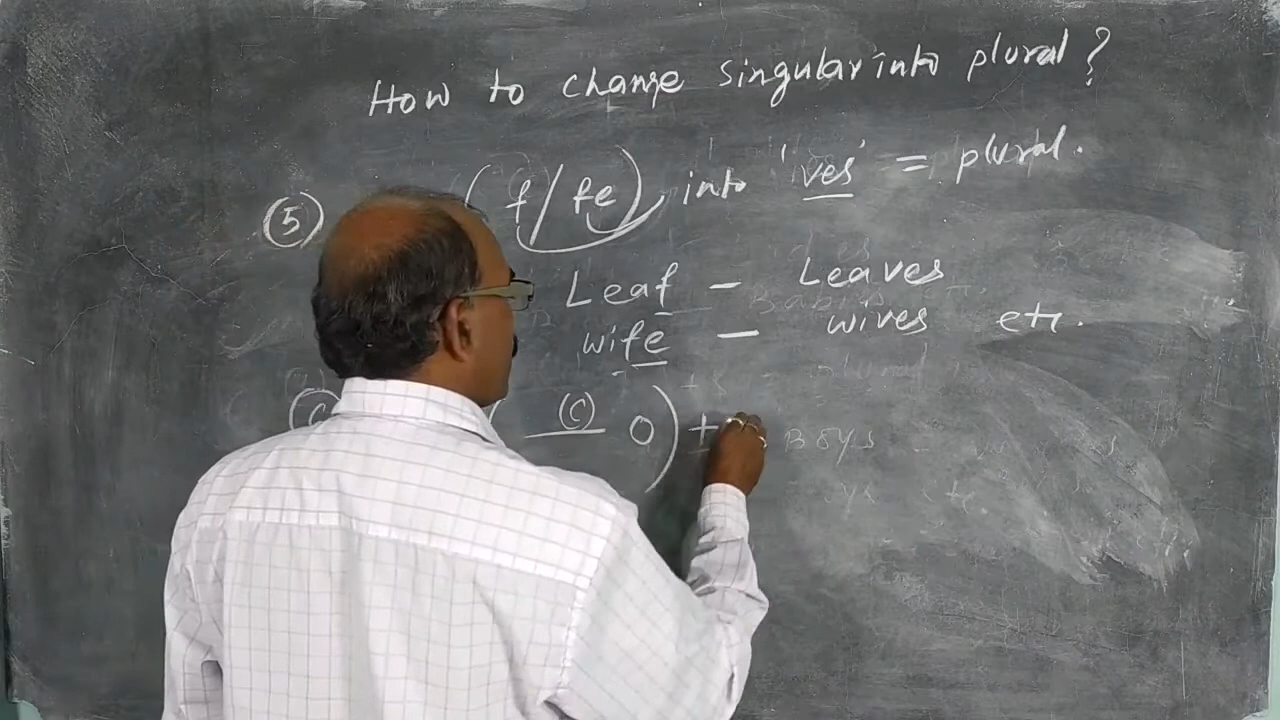 How to change singular into plural?
(5) (f/fe) into 'ves' = plural.
Leaf - Leaves
wife - wives etc.
( (c) o) +